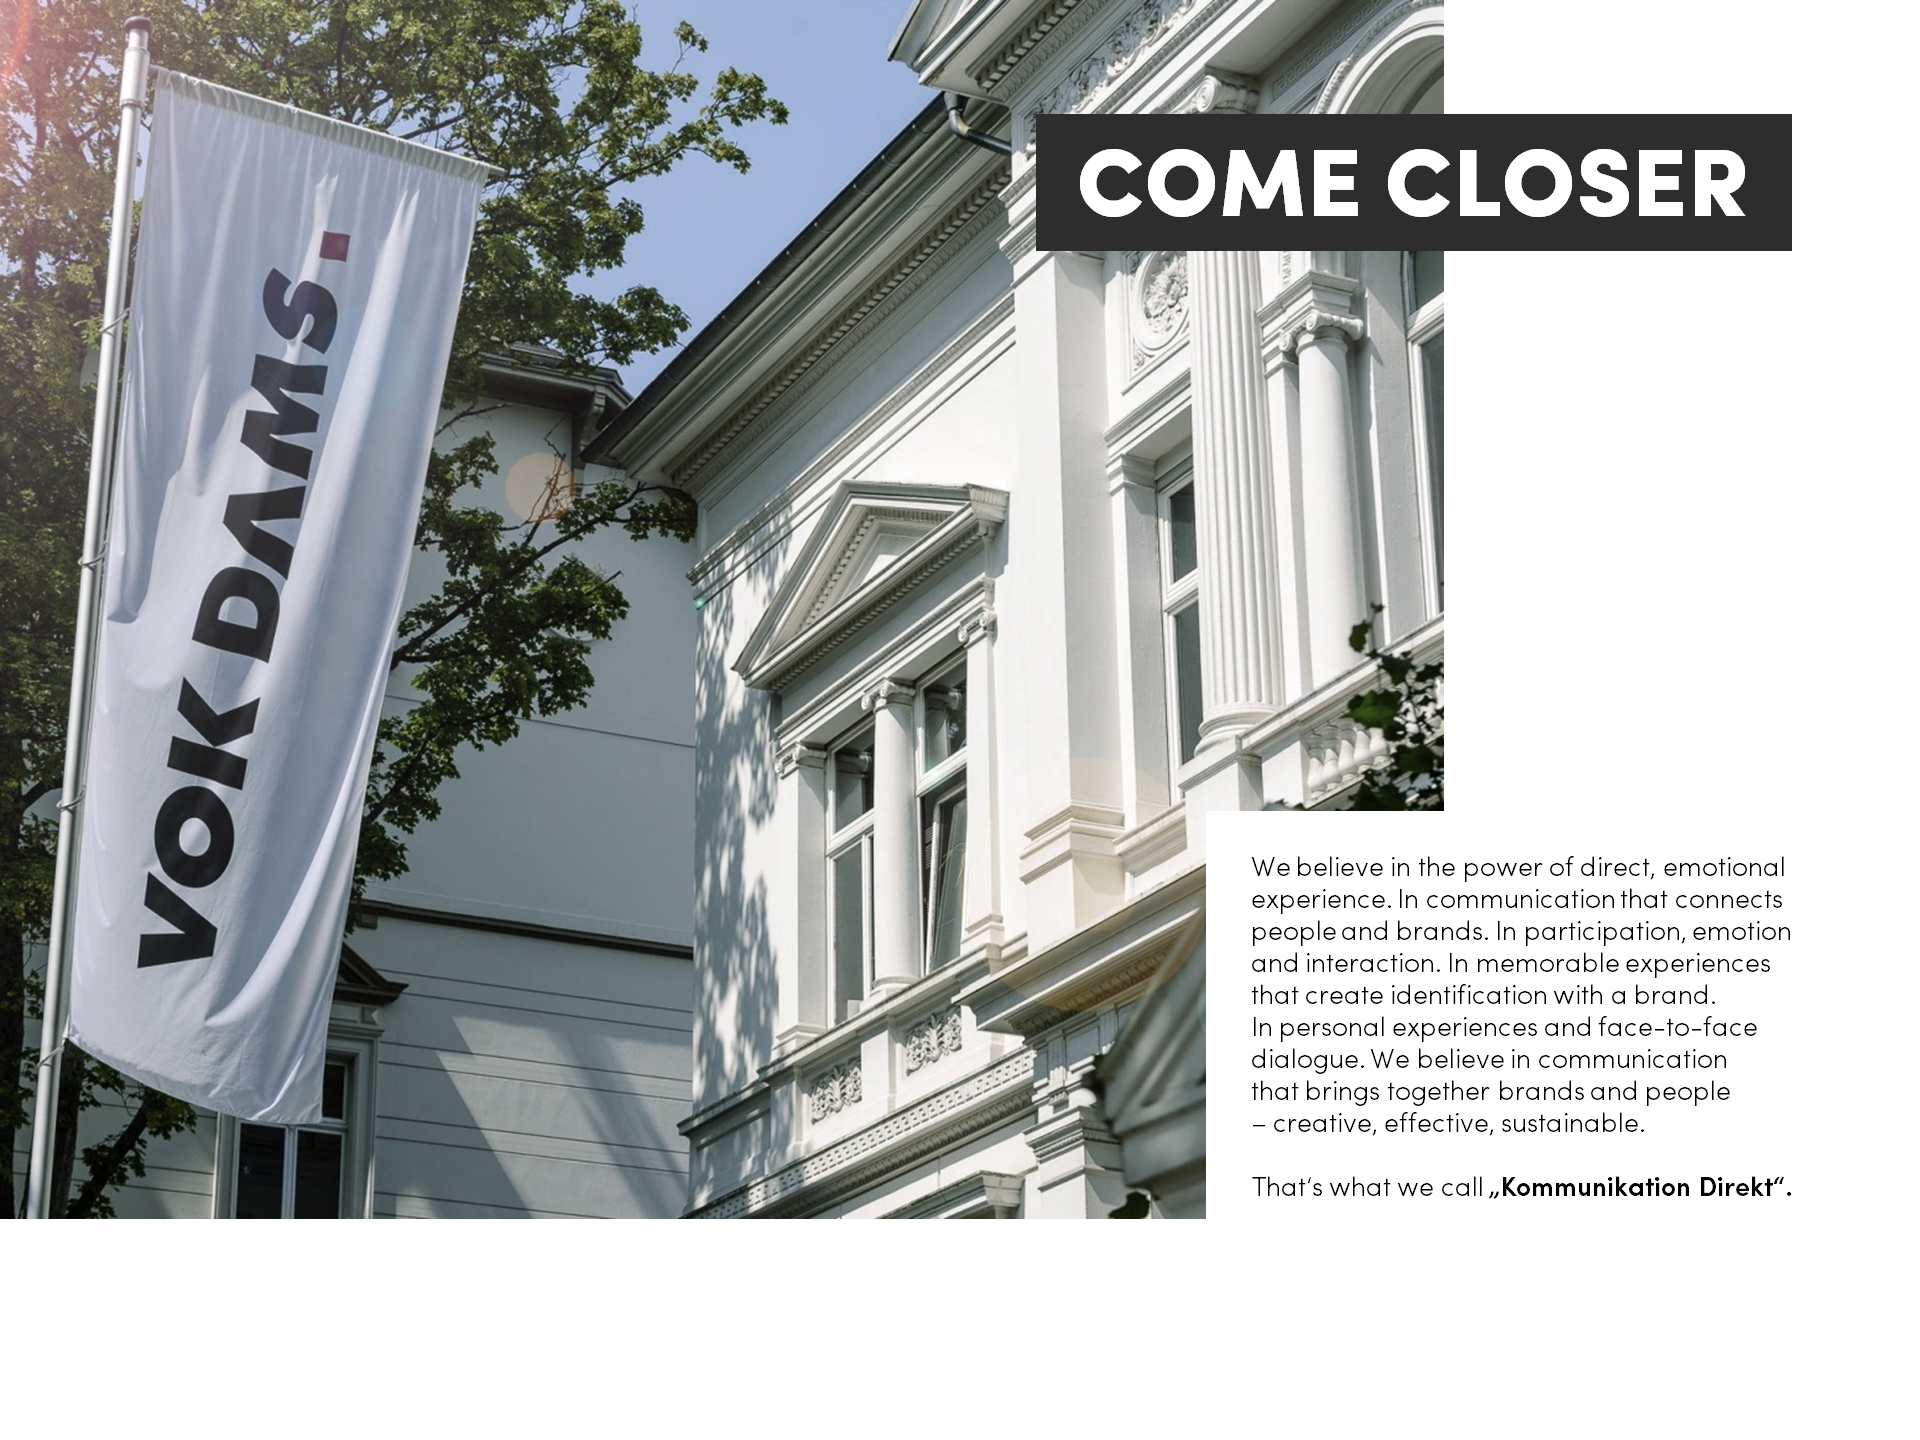 COME CLOSER
VOK DAMS.
We believe in the power of direct, emotional
experience. In communication that connects
people and brands. In participation, emotion
and interaction. In memorable experiences
that create identification with a brand.
In personal experiences and face-to-face
dialogue. We believe in communication
that brings together brands and people
– creative, effective, sustainable.
That‘s what we call „Kommunikation Direkt“.